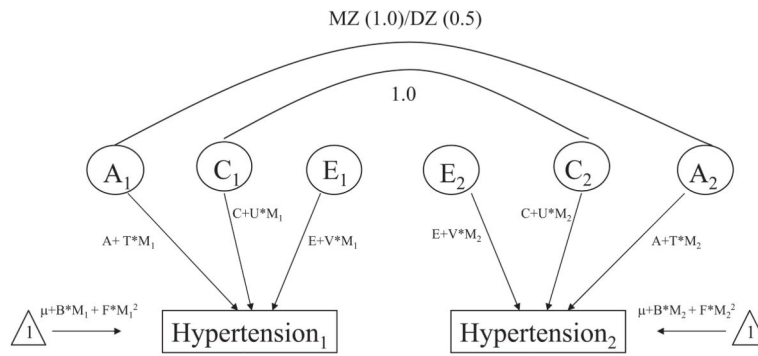 MZ (1.0)/DZ (0.5)
1.0
A₁ C₁ E₁ E₂ C₂ A₂
A+ T*M₁ C+U*M₁ E+V*M₁ E+V*M₂ C+U*M₂ A+T*M₂
1 μ+B*M₁ + F*M₁² Hypertension₁ Hypertension₂ μ+B*M₂ + F*M₂² 1